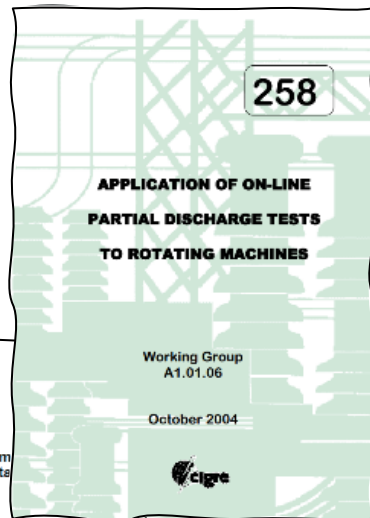 258
APPLICATION OF ON-LINE
PARTIAL DISCHARGE TESTS
TO ROTATING MACHINES
Working Group
A1.01.06
October 2004
cigre